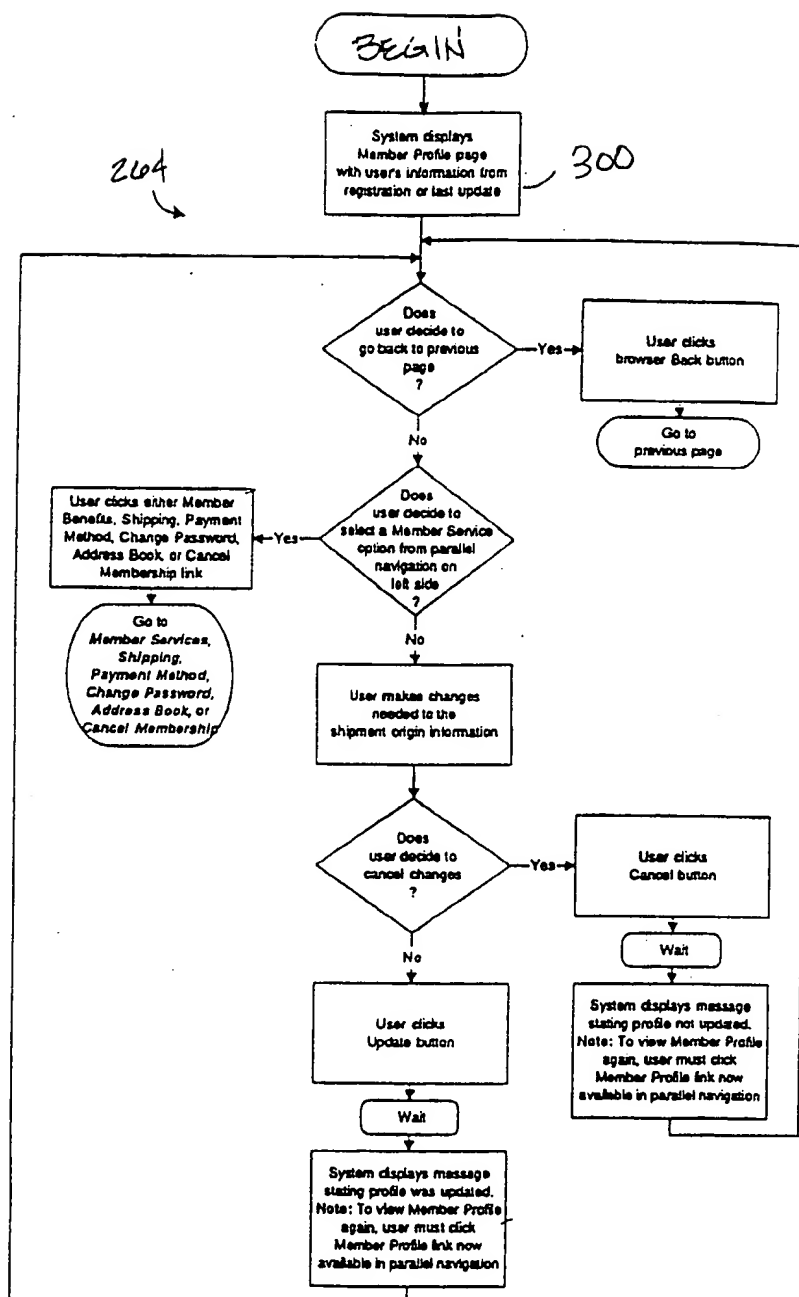 BEGIN
System displays
Member Profile page
with user's information from
registration or last update
300
264
Does
user decide to
go back to previous
page
?
Yes
User clicks
browser Back button
Go to
previous page
No
Does
user decide to
select a Member Service
option from parallel
navigation on
left side
?
Yes
User clicks either Member
Benefits, Shipping, Payment
Method, Change Password,
Address Book, or Cancel
Membership link
Go to
Member Services,
Shipping,
Payment Method,
Change Password,
Address Book, or
Cancel Membership
No
User makes changes
needed to the
shipment origin information
Does
user decide to
cancel changes
?
Yes
User clicks
Cancel button
Wait
System displays message
stating profile not updated.
Note: To view Member Profile
again, user must click
Member Profile link now
available in parallel navigation
No
User clicks
Update button
Wait
System displays message
stating profile was updated.
Note: To view Member Profile
again, user must click
Member Profile link now
available in parallel navigation